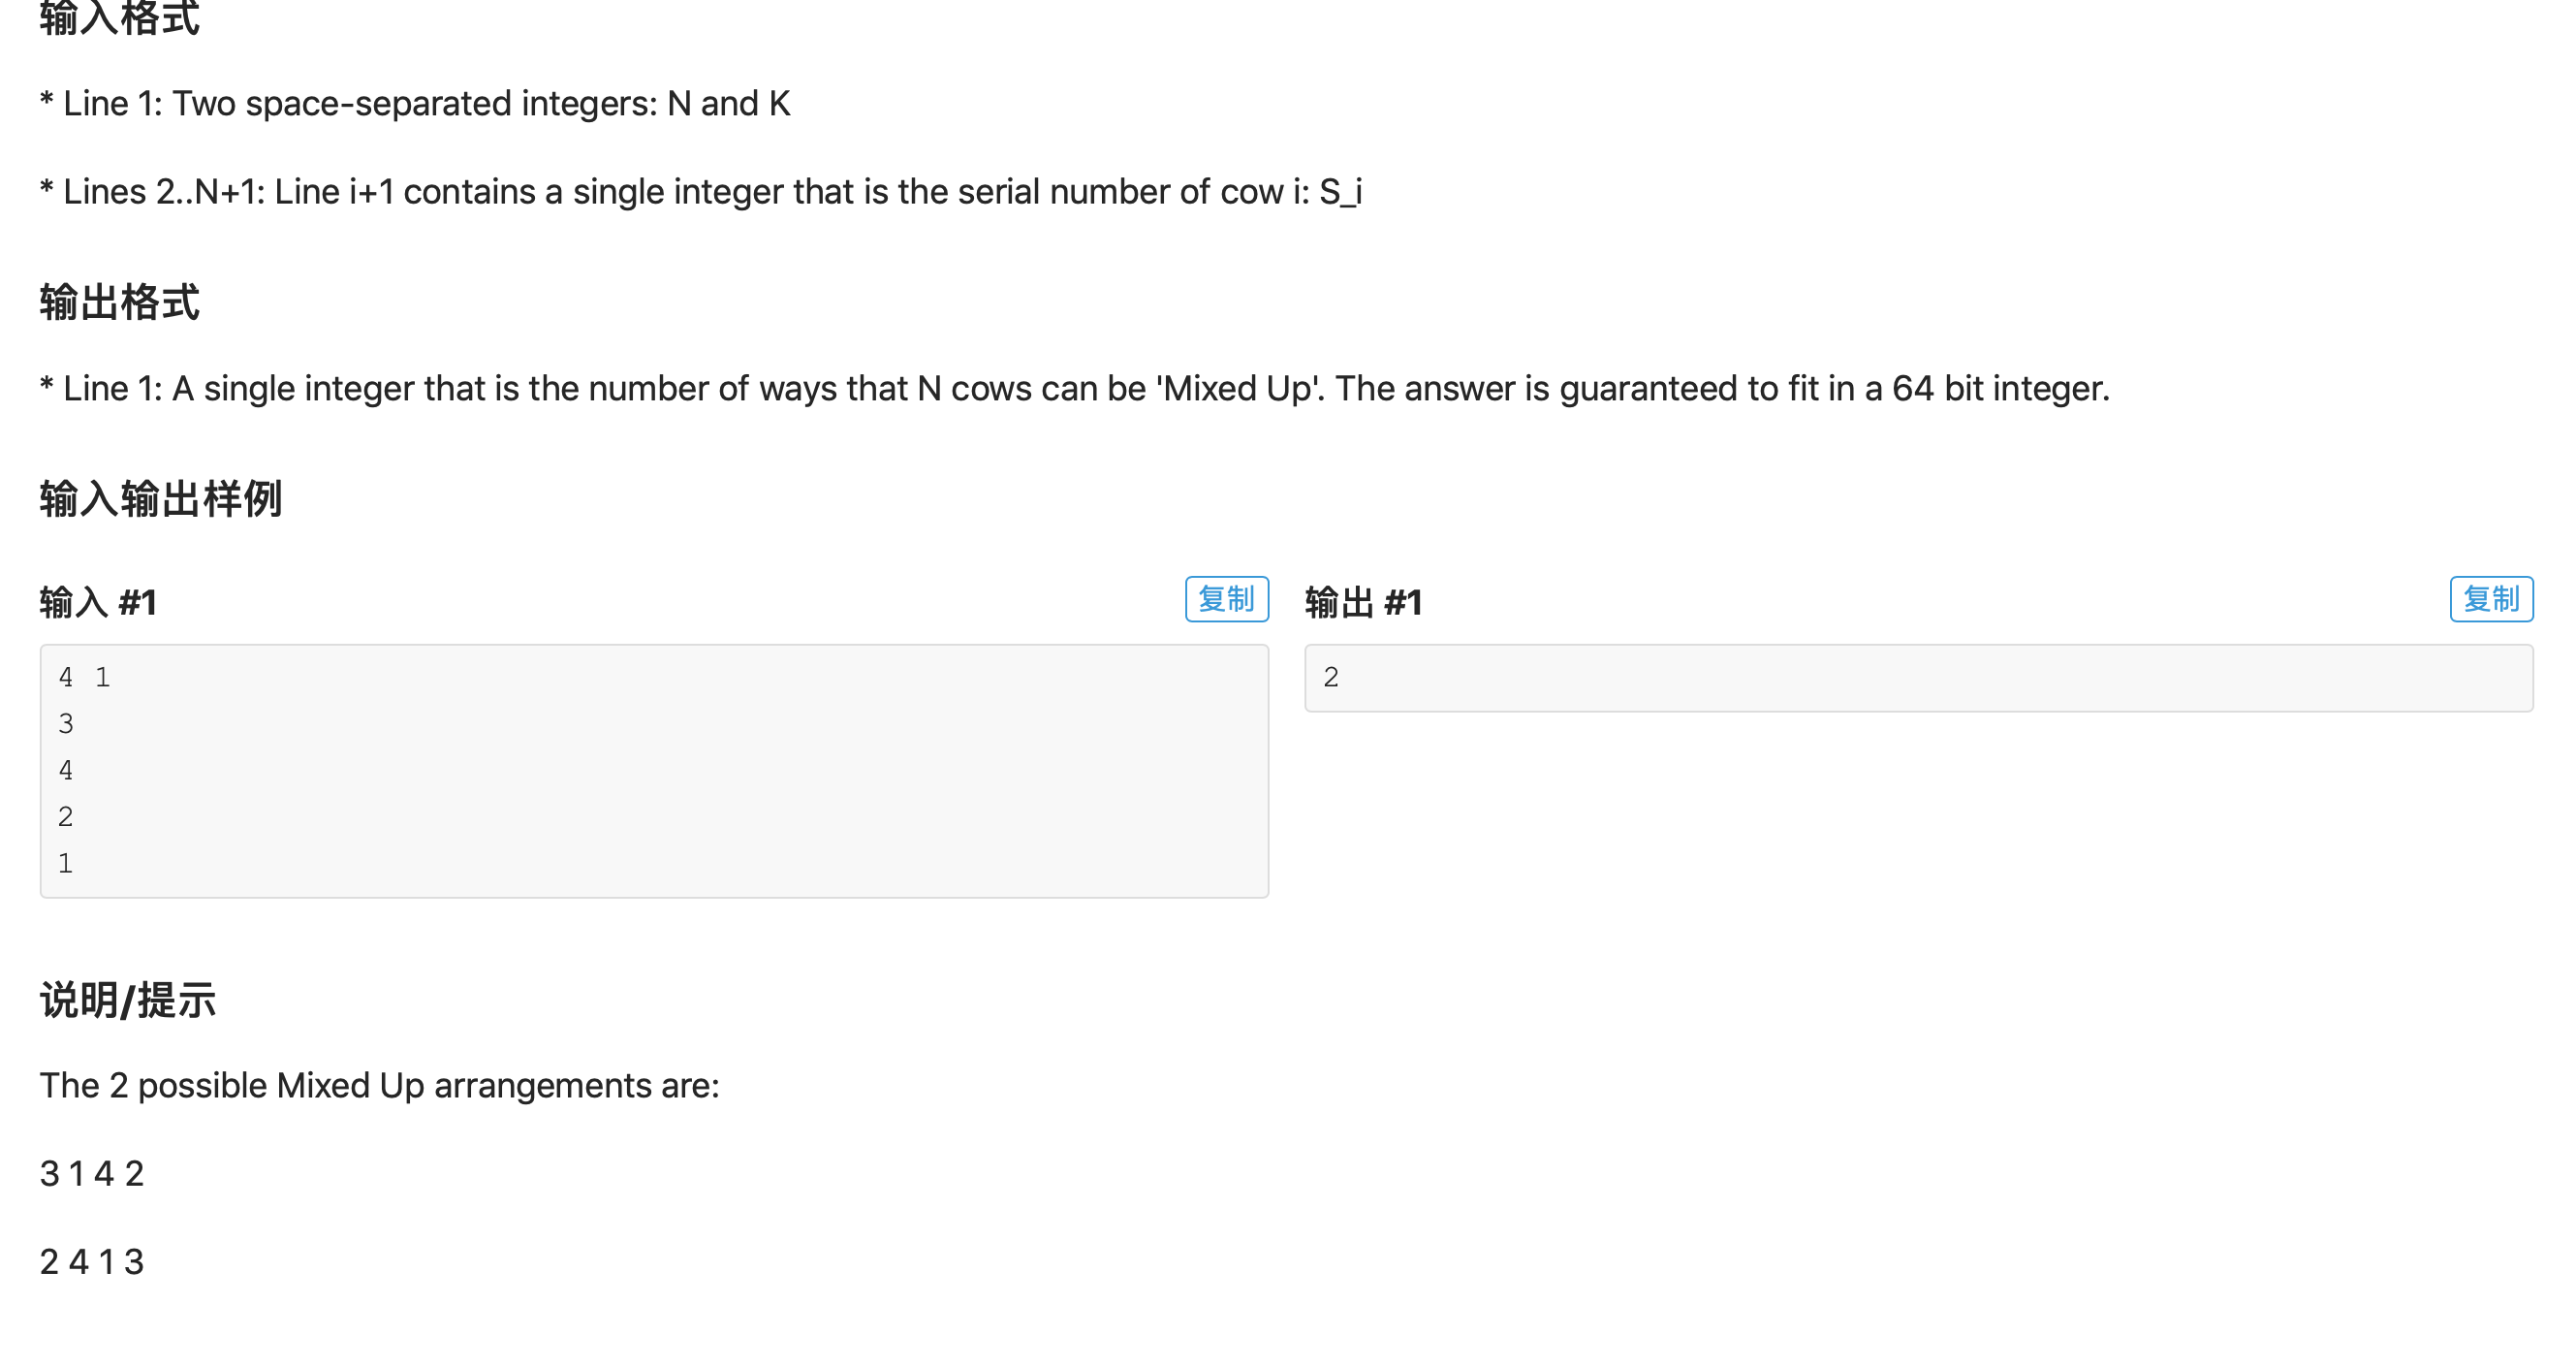 输入格式
* Line 1: Two space-separated integers: N and K
* Lines 2..N+1: Line i+1 contains a single integer that is the serial number of cow i: S_i
输出格式
* Line 1: A single integer that is the number of ways that N cows can be 'Mixed Up'. The answer is guaranteed to fit in a 64 bit integer.
输入输出样例
输入 #1
复制
4 1
3
4
2
1
输出 #1
复制
2
说明/提示
The 2 possible Mixed Up arrangements are:
3 1 4 2
2 4 1 3